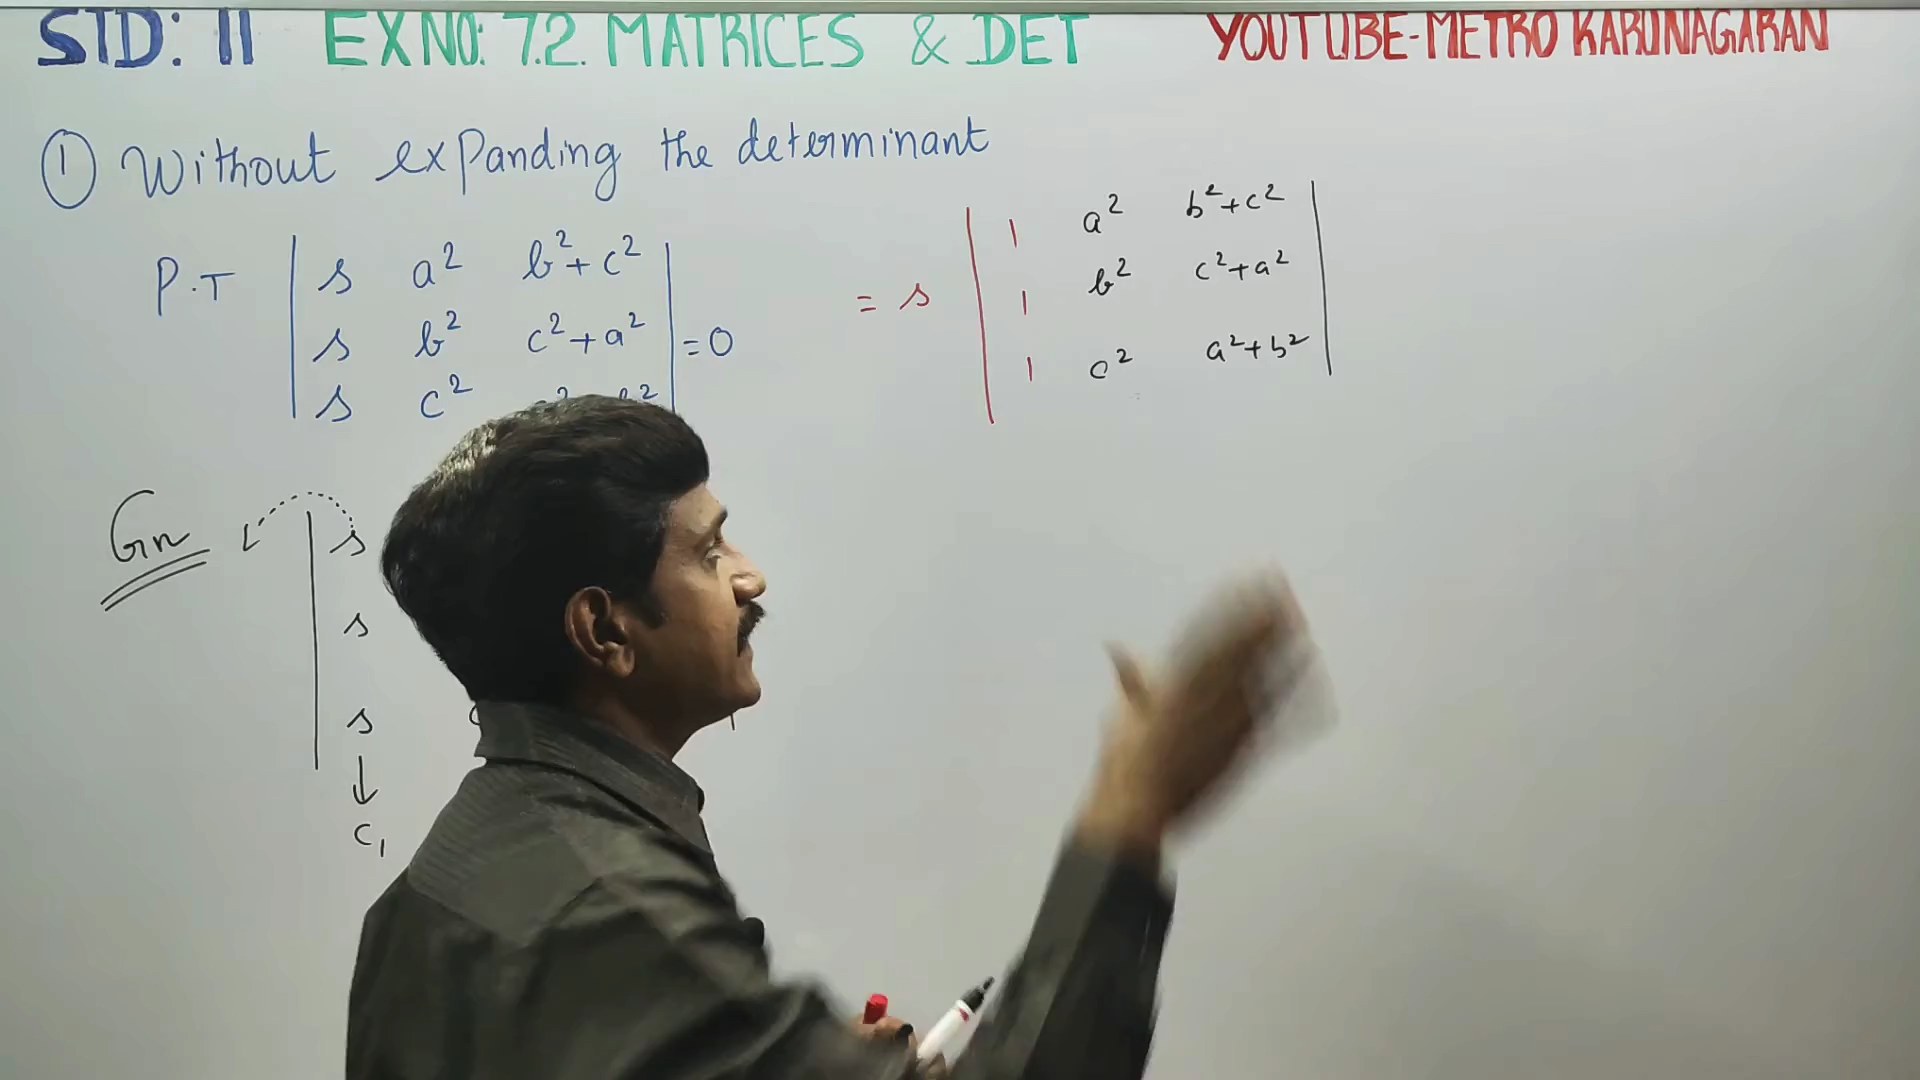 STD: 11 EX NO: 7.2. MATRICES & DET YOUTUBE-METRO KARUNAGARAN
① Without expanding the determinant
P.T | s a² b²+c² |
| s b² c²+a² | = 0
| s c²
= s | 1 a² b²+c² |
| 1 b² c²+a² |
| 1 c² a²+b² |
Gn | s
s
s
↓
C₁